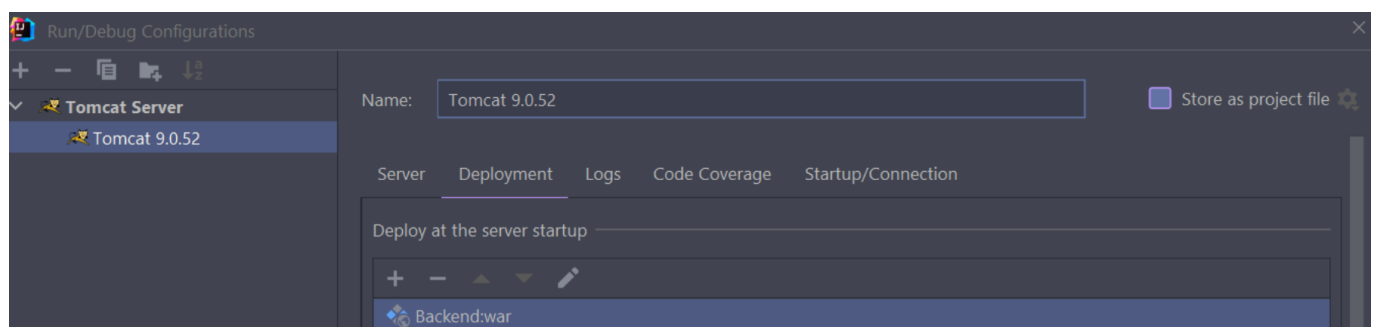 Run/Debug Configurations
Tomcat Server
Tomcat 9.0.52
Name: Tomcat 9.0.52 Store as project file
Server Deployment Logs Code Coverage Startup/Connection
Deploy at the server startup
Backend:war